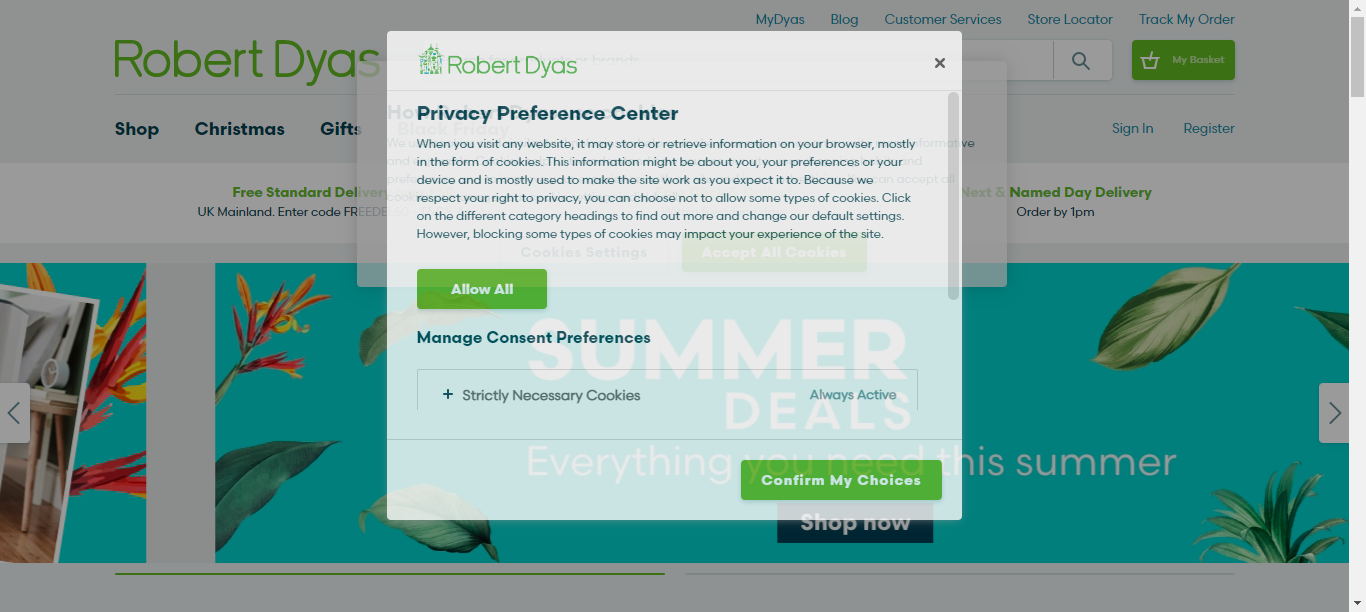 MyDyas Blog Customer Services Store Locator Track My Order
Robert Dyas
My Basket
Shop Christmas Gifts Black Friday
Sign In Register
Free Standard Delivery
UK Mainland. Enter code
Next & Named Day Delivery
Order by 1pm
Robert Dyas
Privacy Preference Center
When you visit any website, it may store or retrieve information on your browser, mostly
in the form of cookies. This information might be about you, your preferences or your
device and is mostly used to make the site work as you expect it to. Because we
respect your right to privacy, you can choose not to allow some types of cookies. Click
on the different category headings to find out more and change our default settings.
However, blocking some types of cookies may impact your experience of the site.
Cookies Settings Accept All Cookies
Allow All
Manage Consent Preferences
+ Strictly Necessary Cookies Always Active
Confirm My Choices
SUMMER
DEALS
Everything you need this summer
Shop now